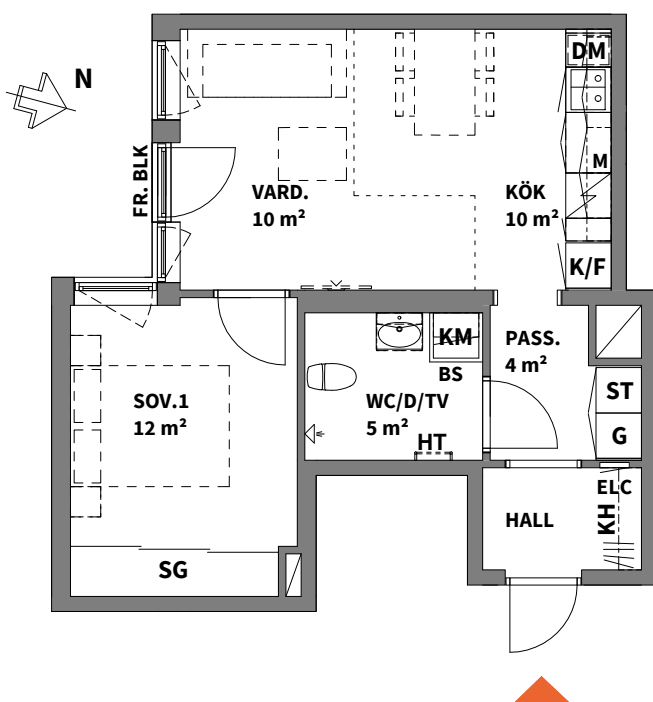 DM
N
M
FR. BLK
VARD.
10 m²
KÖK
10 m²
K/F
KM
PASS.
4 m²
BS
ST
SOV.1
12 m²
WC/D/TV
5 m²
HT
G
ELC
HALL
KH
SG